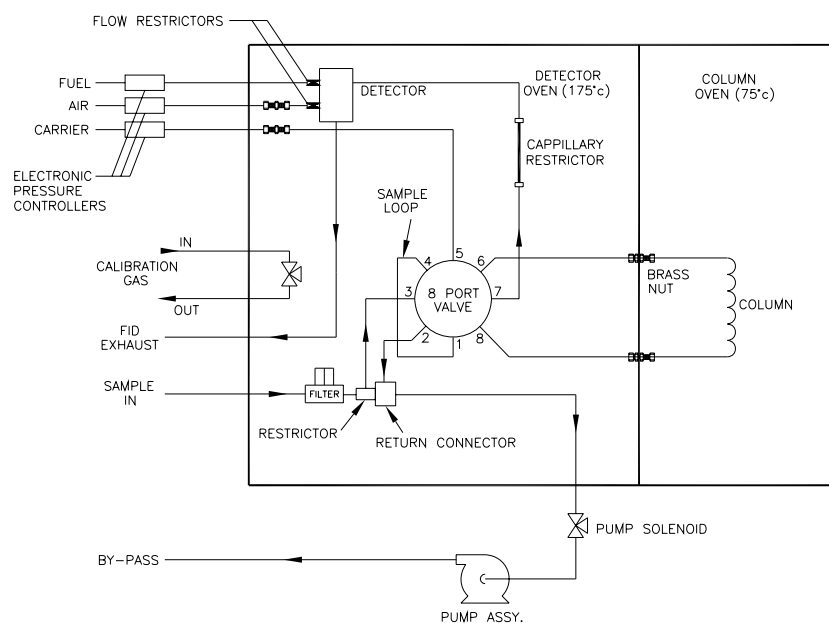 FLOW RESTRICTORS
FUEL
AIR
CARRIER
DETECTOR
DETECTOR
OVEN (175°c)
COLUMN
OVEN (75°c)
ELECTRONIC
PRESSURE
CONTROLLERS
CAPPILLARY
RESTRICTOR
SAMPLE
LOOP
IN
CALIBRATION
GAS
OUT
4
5
6
3
8 PORT
VALVE
7
2
1
8
BRASS
NUT
COLUMN
FID
EXHAUST
SAMPLE
IN
FILTER
RESTRICTOR
RETURN CONNECTOR
PUMP SOLENOID
BY-PASS
PUMP ASSY.